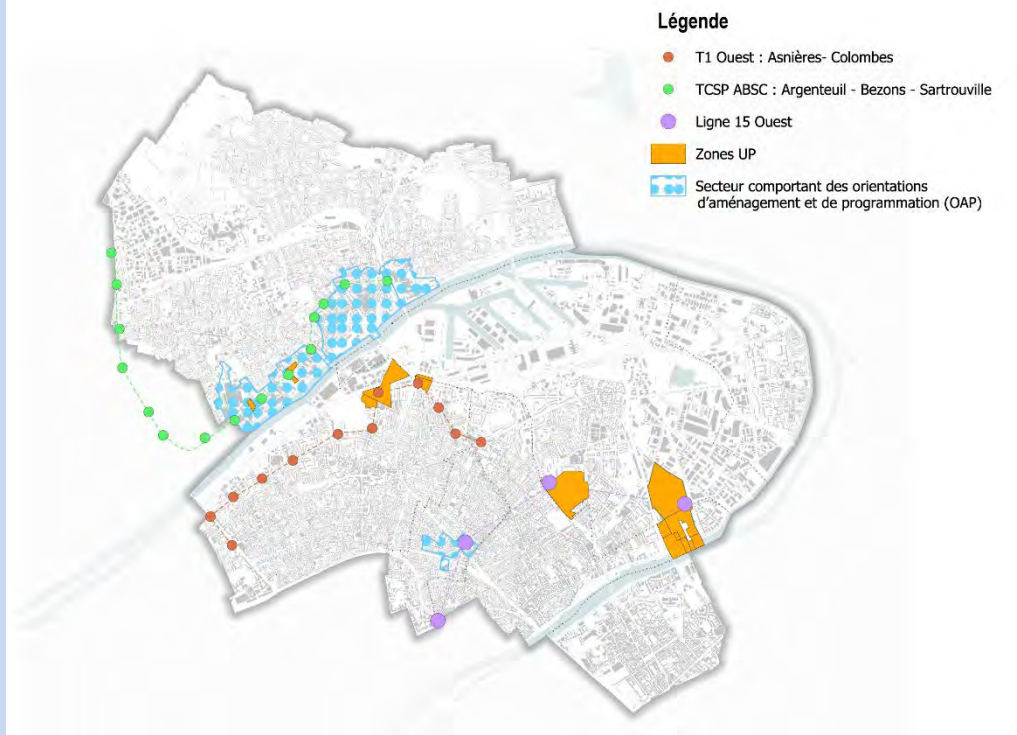 Légende
T1 Ouest : Asnières- Colombes
TCSP ABSC : Argenteuil - Bezons - Sartrouville
Ligne 15 Ouest
Zones UP
Secteur comportant des orientations
d'aménagement et de programmation (OAP)